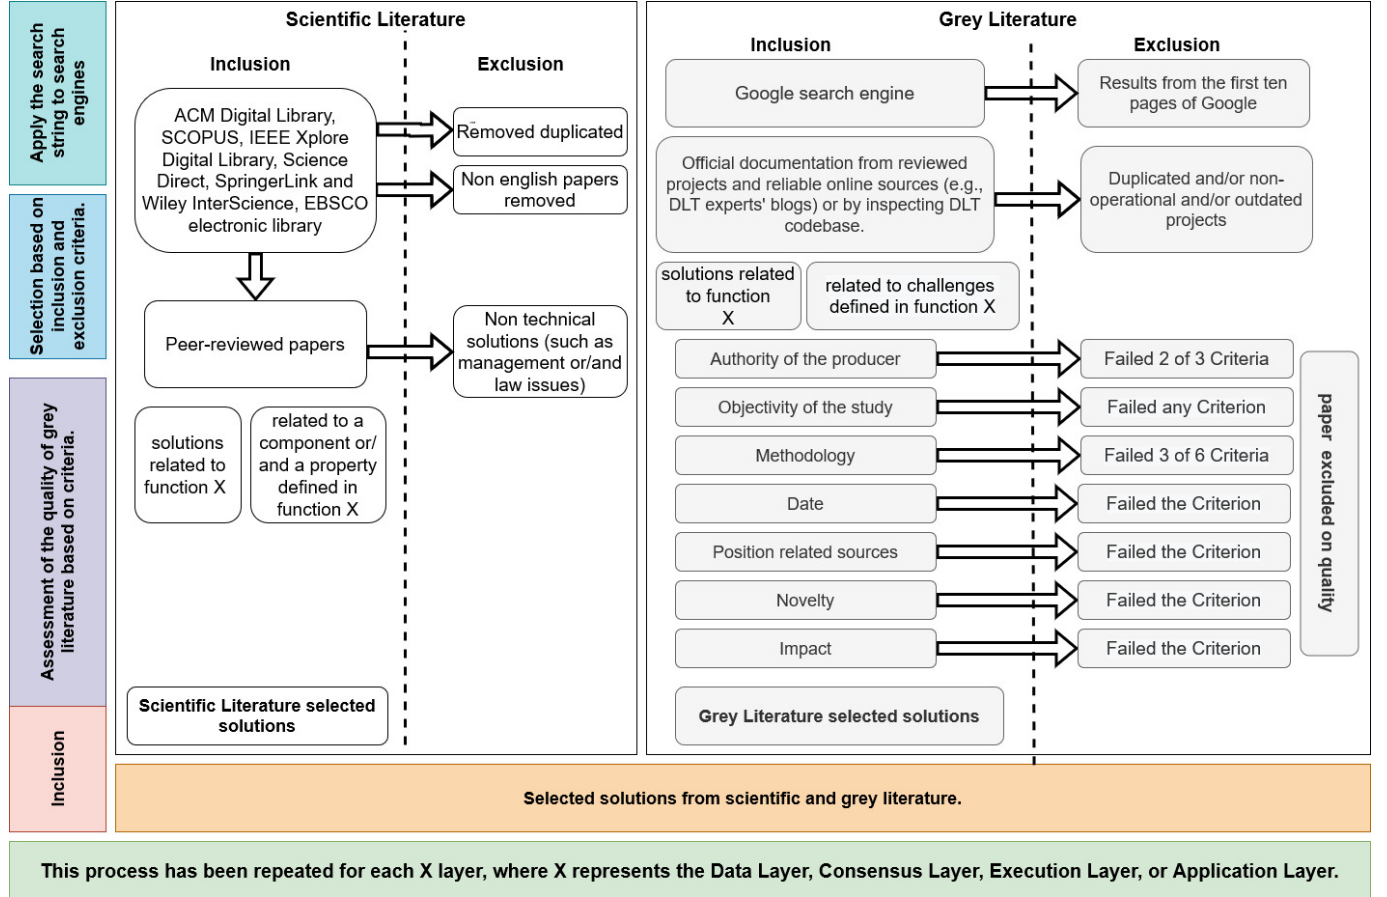 Apply the search
string to search
engines
Selection based on
inclusion and
exclusion criteria.
Assessment of the quality of grey
literature based on criteria.
Inclusion
Scientific Literature
Inclusion
Exclusion
ACM Digital Library,
SCOPUS, IEEE Xplore
Digital Library, Science
Direct, SpringerLink and
Wiley InterScience, EBSCO
electronic library
Removed duplicated
Non english papers
removed
Peer-reviewed papers
Non technical
solutions (such as
management or/and
law issues)
solutions
related to
function X
related to a
component or/
and a property
defined in
function X
Scientific Literature selected
solutions
Grey Literature
Inclusion
Exclusion
Google search engine
Results from the first ten
pages of Google
Official documentation from reviewed
projects and reliable online sources (e.g.,
DLT experts' blogs) or by inspecting DLT
codebase.
Duplicated and/or non-
operational and/or outdated
projects
solutions related
to function
X
related to challenges
defined in function X
Authority of the producer
Failed 2 of 3 Criteria
Objectivity of the study
Failed any Criterion
Methodology
Failed 3 of 6 Criteria
Date
Failed the Criterion
Position related sources
Failed the Criterion
Novelty
Failed the Criterion
Impact
Failed the Criterion
paper excluded on quality
Grey Literature selected solutions
Selected solutions from scientific and grey literature.
This process has been repeated for each X layer, where X represents the Data Layer, Consensus Layer, Execution Layer, or Application Layer.